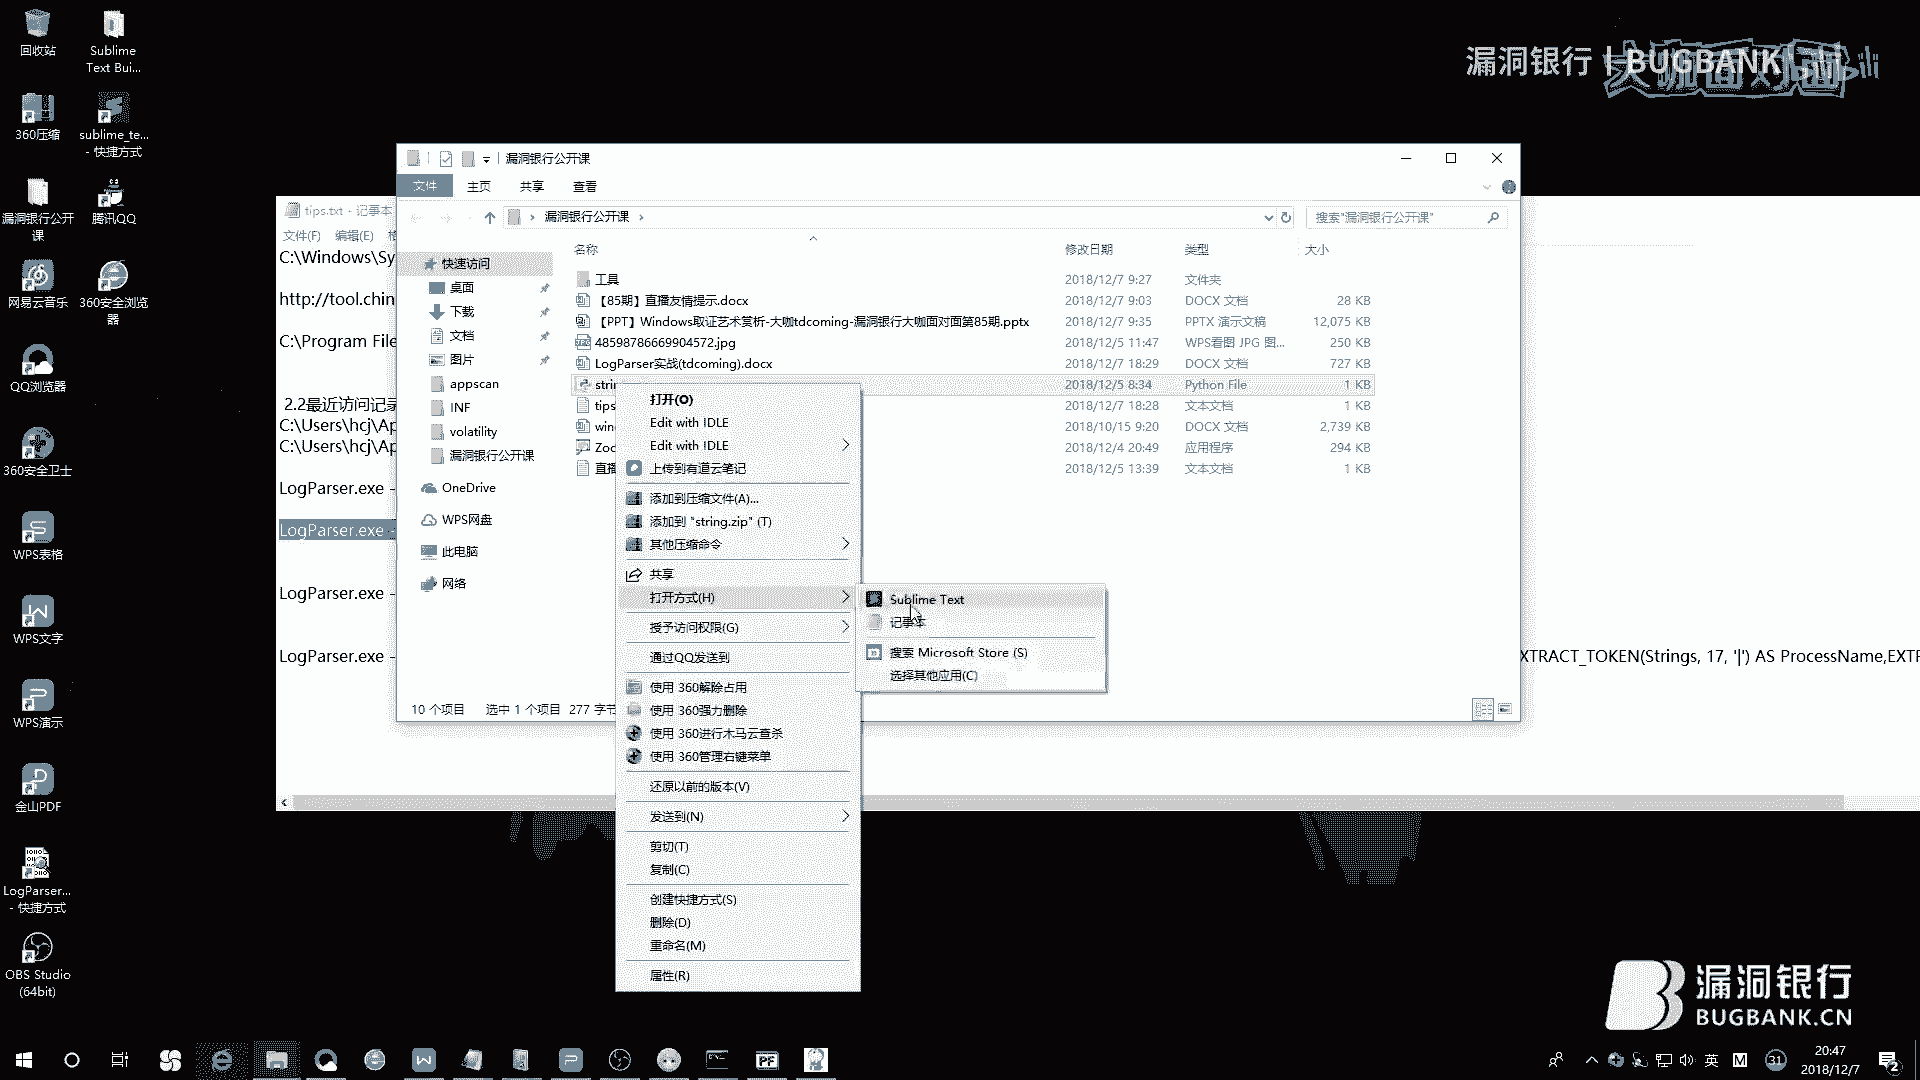 回收站
Sublime
Text Bui...
360压缩
sublime_te...
- 快捷方式
漏洞银行公开
课
腾讯QQ
网易云音乐
360安全浏览
器
QQ浏览器
360安全卫士
WPS表格
WPS文字
WPS演示
金山PDF
LogParser...
- 快捷方式
OBS Studio
(64bit)
漏洞银行 | BUGBANK
tips.txt - 记事本
文件(F) 编辑(E)
C:\Windows\Sy
http://tool.chin
C:\Program File
2.2最近访问记录
C:\Users\hcj\Ap
C:\Users\hcj\Ap
LogParser.exe -
LogParser.exe -
LogParser.exe -
LogParser.exe -
XTRACT_TOKEN(Strings, 17, '|') AS ProcessName,EXTR
漏洞银行公开课
文件 主页 共享 查看
漏洞银行公开课
搜索"漏洞银行公开课"
快速访问
桌面
下载
文档
图片
appscan
INF
volatility
漏洞银行公开课
OneDrive
WPS网盘
此电脑
网络
名称 修改日期 类型 大小
工具 2018/12/7 9:27 文件夹
【85期】直播友情提示.docx 2018/12/7 9:03 DOCX 文档 28 KB
【PPT】Windows取证艺术赏析-大咖tdcoming-漏洞银行大咖面对面第85期.pptx 2018/12/7 9:35 PPTX 演示文稿 12,075 KB
48598786669904572.jpg 2018/12/5 11:47 WPS看图 JPG 图... 250 KB
LogParser实战(tdcoming).docx 2018/12/7 18:29 DOCX 文档 727 KB
strin 2018/12/5 8:34 Python File 1 KB
tips 2018/12/7 18:28 文本文档 1 KB
win 2018/10/15 9:20 DOCX 文档 2,739 KB
Zoo 2018/12/4 20:49 应用程序 294 KB
直播 2018/12/5 13:39 文本文档 1 KB
10 个项目 选中 1 个项目 277 字节
打开(O)
Edit with IDLE
Edit with IDLE
上传到有道云笔记
添加到压缩文件(A)...
添加到 "string.zip" (T)
其他压缩命令
共享
打开方式(H)
授予访问权限(G)
通过QQ发送到
使用 360解除占用
使用 360强力删除
使用 360进行木马云查杀
使用 360管理右键菜单
还原以前的版本(V)
发送到(N)
剪切(T)
复制(C)
创建快捷方式(S)
删除(D)
重命名(M)
属性(R)
Sublime Text
记事本
搜索 Microsoft Store (S)
选择其他应用(C)
漏洞银行
BUGBANK.CN
英 M 31
20:47
2018/12/7
2